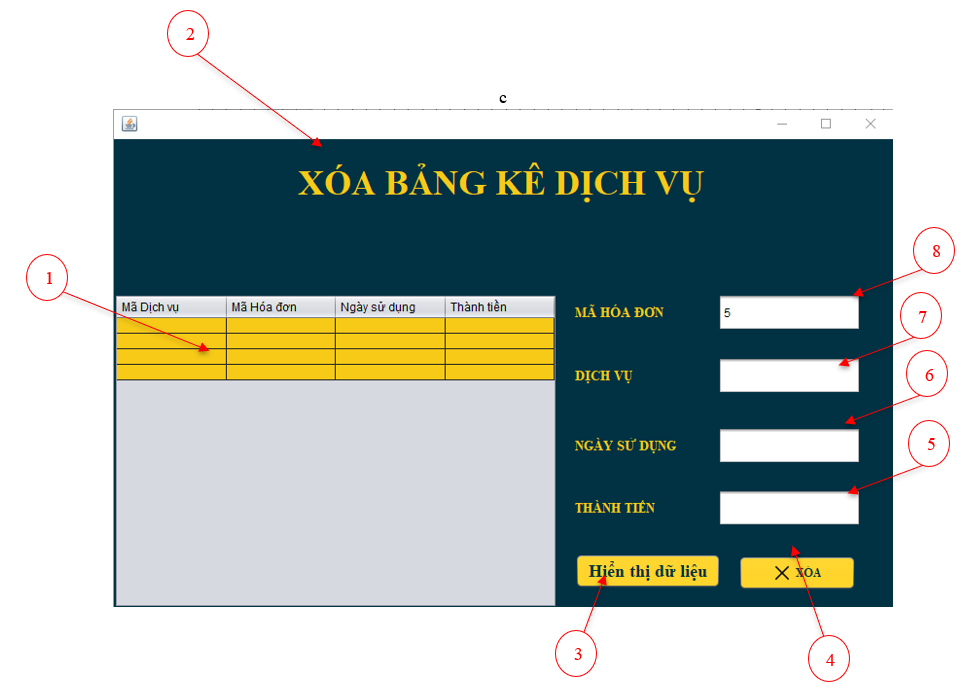 2
c
XÓA BẢNG KÊ DỊCH VỤ
8
1
Mã Dịch vụ Mã Hóa đơn Ngày sử dụng Thành tiền
MÃ HÓA ĐƠN 5
7
DỊCH VỤ
6
NGÀY SỬ DỤNG
5
THÀNH TIỀN
Hiển thị dữ liệu XÓA
3
4